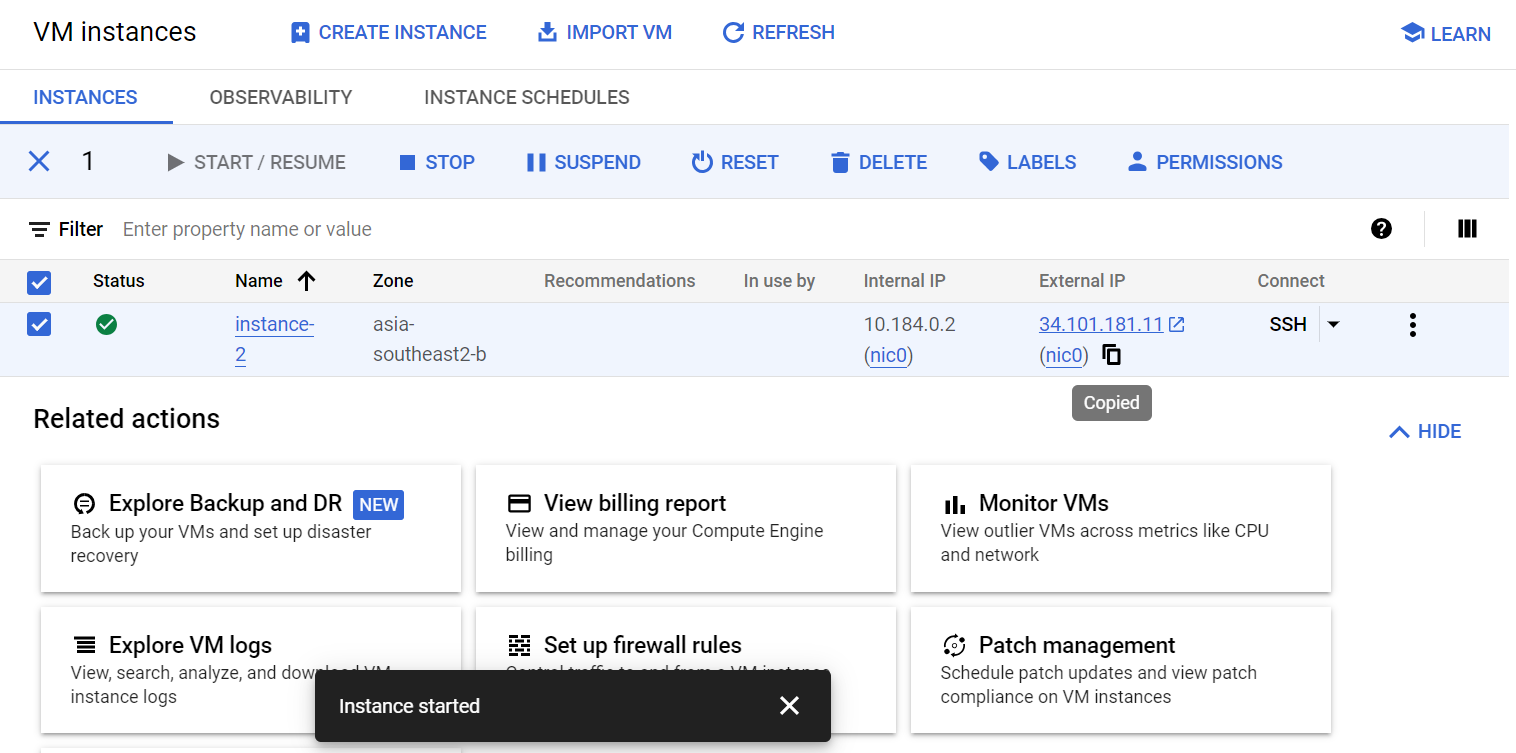 VM instances
CREATE INSTANCE
IMPORT VM
REFRESH
LEARN
INSTANCES
OBSERVABILITY
INSTANCE SCHEDULES
1
START / RESUME
STOP
SUSPEND
RESET
DELETE
LABELS
PERMISSIONS
Filter
Enter property name or value
Status
Name
Zone
Recommendations
In use by
Internal IP
External IP
Connect
instance-
2
asia-
southeast2-b
10.184.0.2
(nic0)
34.101.181.11
(nic0)
SSH
Copied
Related actions
HIDE
Explore Backup and DR NEW
Back up your VMs and set up disaster
recovery
View billing report
View and manage your Compute Engine
billing
Monitor VMs
View outlier VMs across metrics like CPU
and network
Explore VM logs
View, search, analyze, and download VM
instance logs
Set up firewall rules
Control traffic to and from a VM instance
Patch management
Schedule patch updates and view patch
compliance on VM instances
Instance started